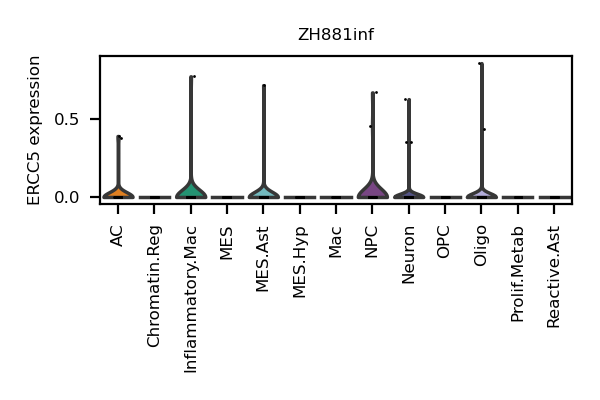 ZH881inf
ERCC5 expression
0.5
0.0
AC
Chromatin.Reg
Inflammatory.Mac
MES
MES.Ast
MES.Hyp
Mac
NPC
Neuron
OPC
Oligo
Prolif.Metab
Reactive.Ast